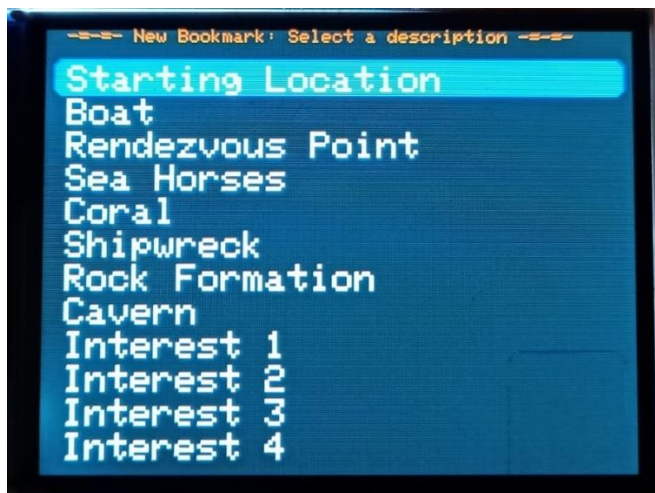 -=-=- New Bookmark: Select a description -=-=-
Starting Location
Boat
Rendezvous Point
Sea Horses
Coral
Shipwreck
Rock Formation
Cavern
Interest 1
Interest 2
Interest 3
Interest 4